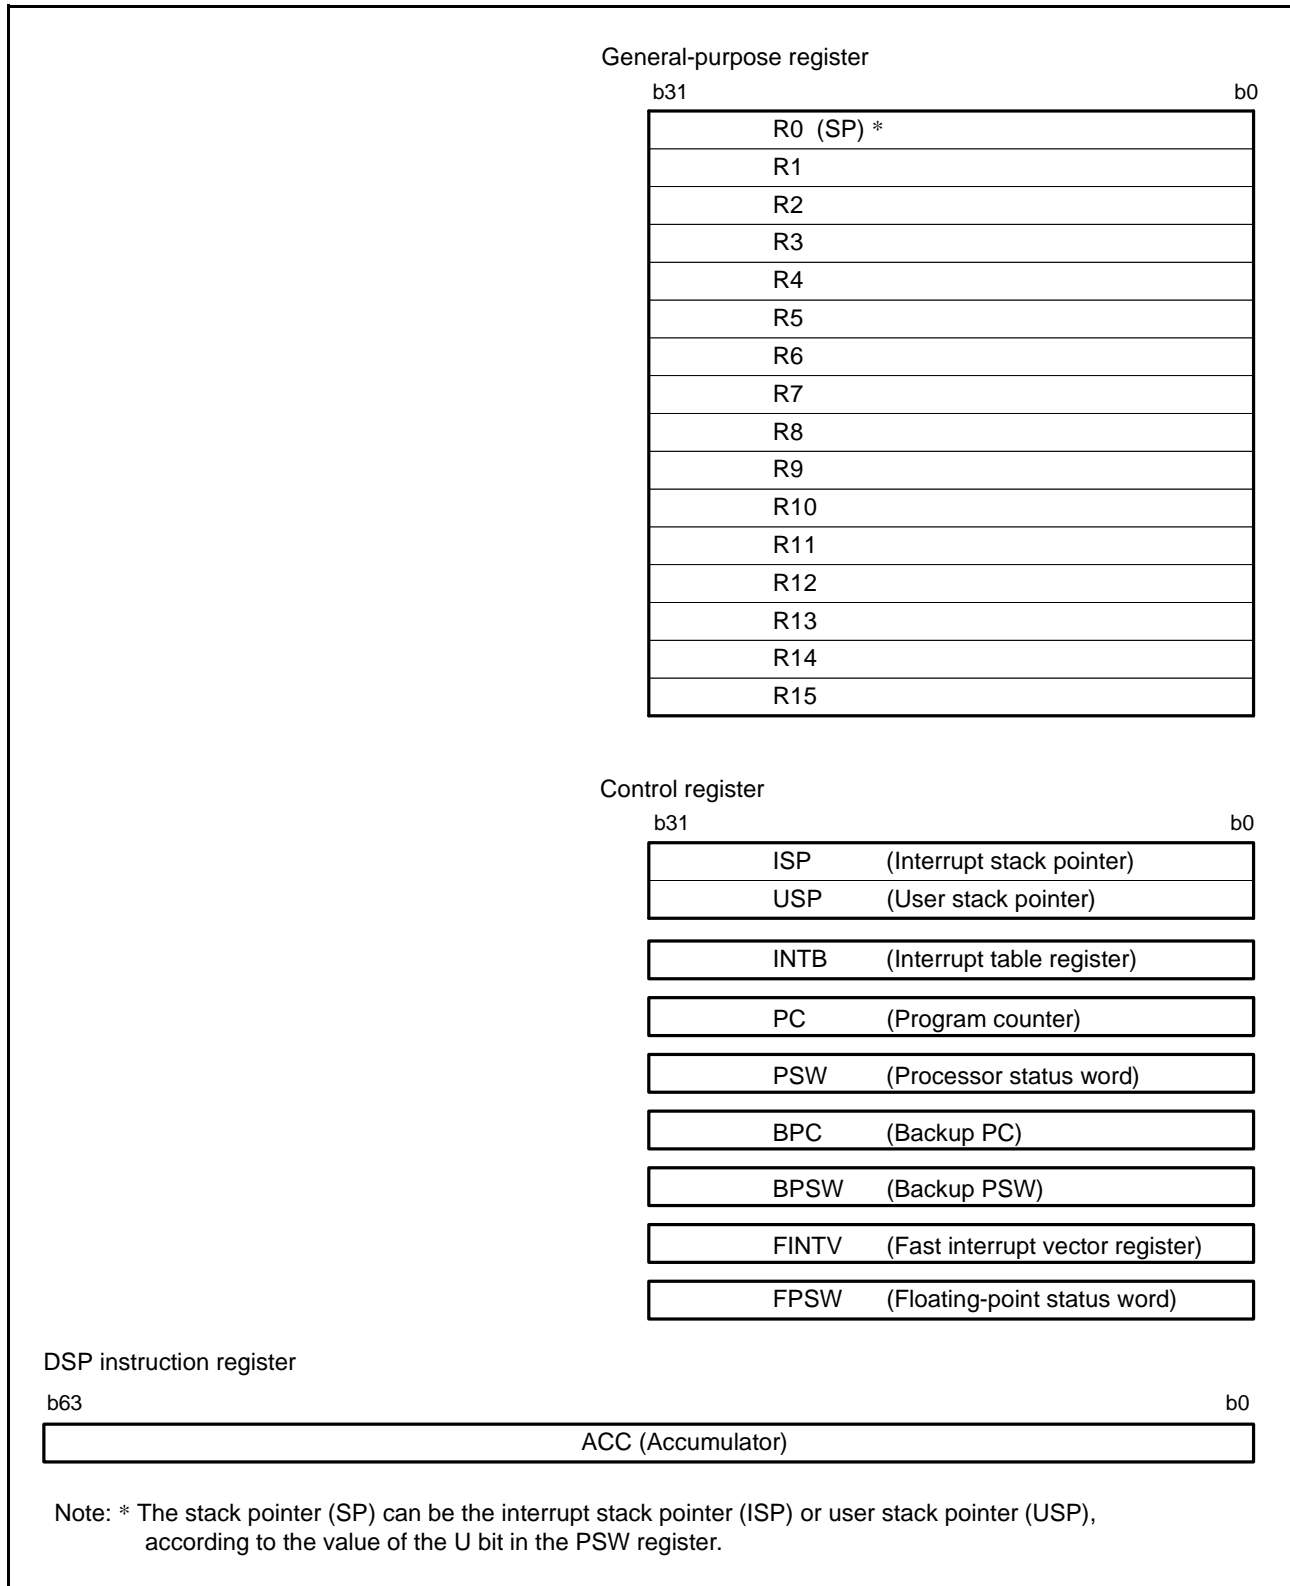 General-purpose register
b31 b0
R0 (SP) *
R1
R2
R3
R4
R5
R6
R7
R8
R9
R10
R11
R12
R13
R14
R15
Control register
b31 b0
ISP (Interrupt stack pointer)
USP (User stack pointer)
INTB (Interrupt table register)
PC (Program counter)
PSW (Processor status word)
BPC (Backup PC)
BPSW (Backup PSW)
FINTV (Fast interrupt vector register)
FPSW (Floating-point status word)
DSP instruction register
b63 b0
ACC (Accumulator)
Note: * The stack pointer (SP) can be the interrupt stack pointer (ISP) or user stack pointer (USP),
according to the value of the U bit in the PSW register.